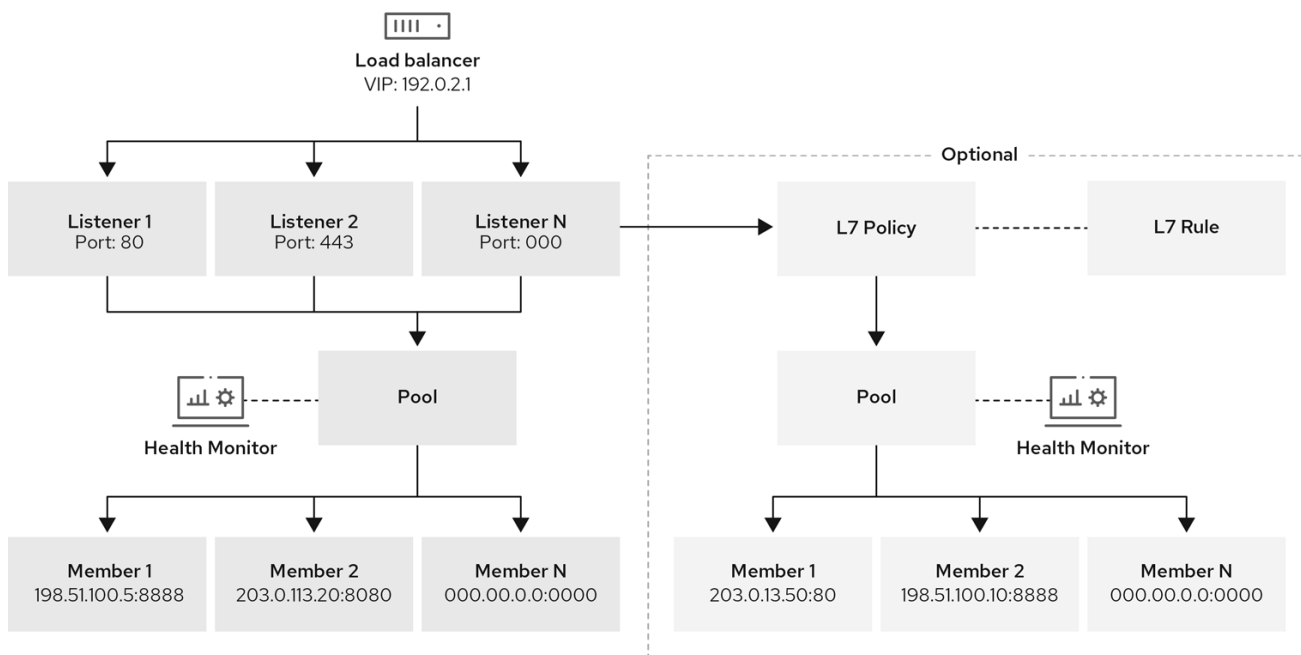 Load balancer
VIP: 192.0.2.1
Optional
Listener 1
Port: 80
Listener 2
Port: 443
Listener N
Port: 000
L7 Policy
L7 Rule
Pool
Health Monitor
Pool
Health Monitor
Member 1
198.51.100.5:8888
Member 2
203.0.113.20:8080
Member N
000.00.0.0:0000
Member 1
203.0.13.50:80
Member 2
198.51.100.10:8888
Member N
000.00.0.0:0000